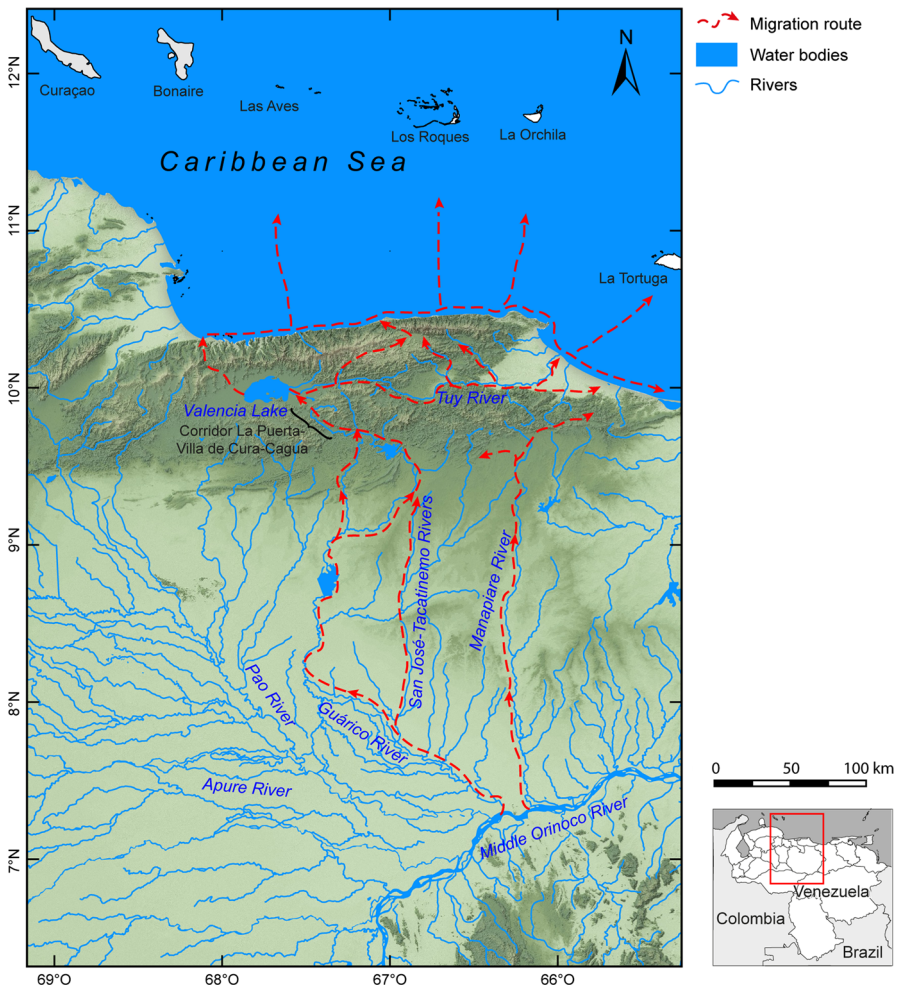 Migration route
Water bodies
Rivers
N
12°N
11°N
10°N
9°N
8°N
7°N
Curaçao
Bonaire
Las Aves
Los Roques
La Orchila
Caribbean Sea
La Tortuga
Valencia Lake
Corridor La Puerta-
Villa de Cura-Cagua
Tuy River
San José-Tacatinemo Rivers
Manapiare River
Pao River
Guárico River
Apure River
Middle Orinoco River
69°O
68°O
67°O
66°O
0 50 100 km
Venezuela
Colombia
Brazil